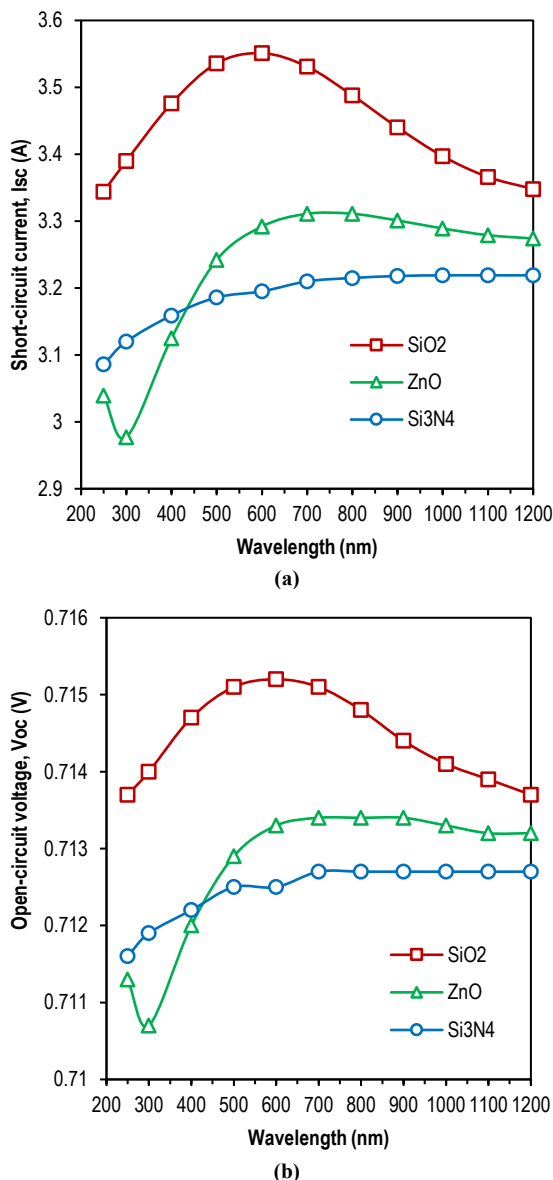 3.6
3.5
3.4
3.3
3.2
3.1
3
2.9
Short-circuit current, Isc (A)
SiO2
ZnO
Si3N4
200 300 400 500 600 700 800 900 1000 1100 1200
Wavelength (nm)
(a)
0.716
0.715
0.714
0.713
0.712
0.711
0.71
Open-circuit voltage, Voc (V)
SiO2
ZnO
Si3N4
200 300 400 500 600 700 800 900 1000 1100 1200
Wavelength (nm)
(b)